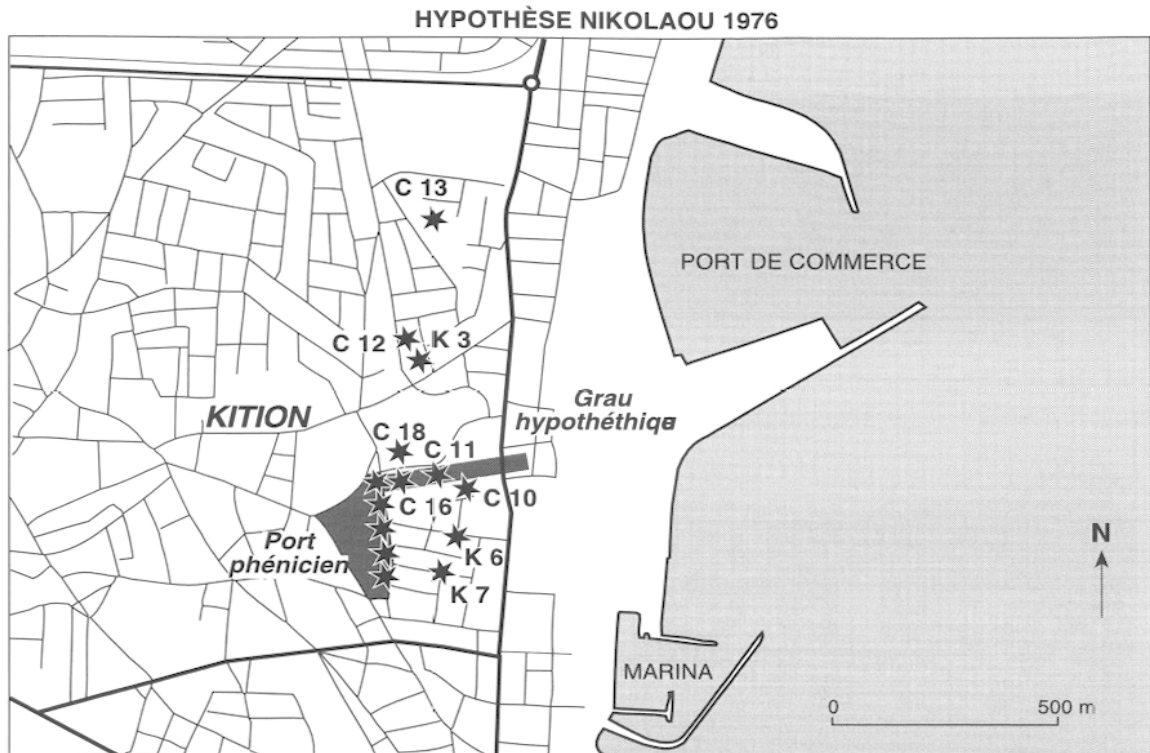 HYPOTHÈSE NIKOLAOU 1976
C 13
PORT DE COMMERCE
C 12
K 3
KITION
Grau
hypothéthiqe
C 18
C 11
C 10
C 16
Port
phénicien
K 6
K 7
N
MARINA
0
500 m